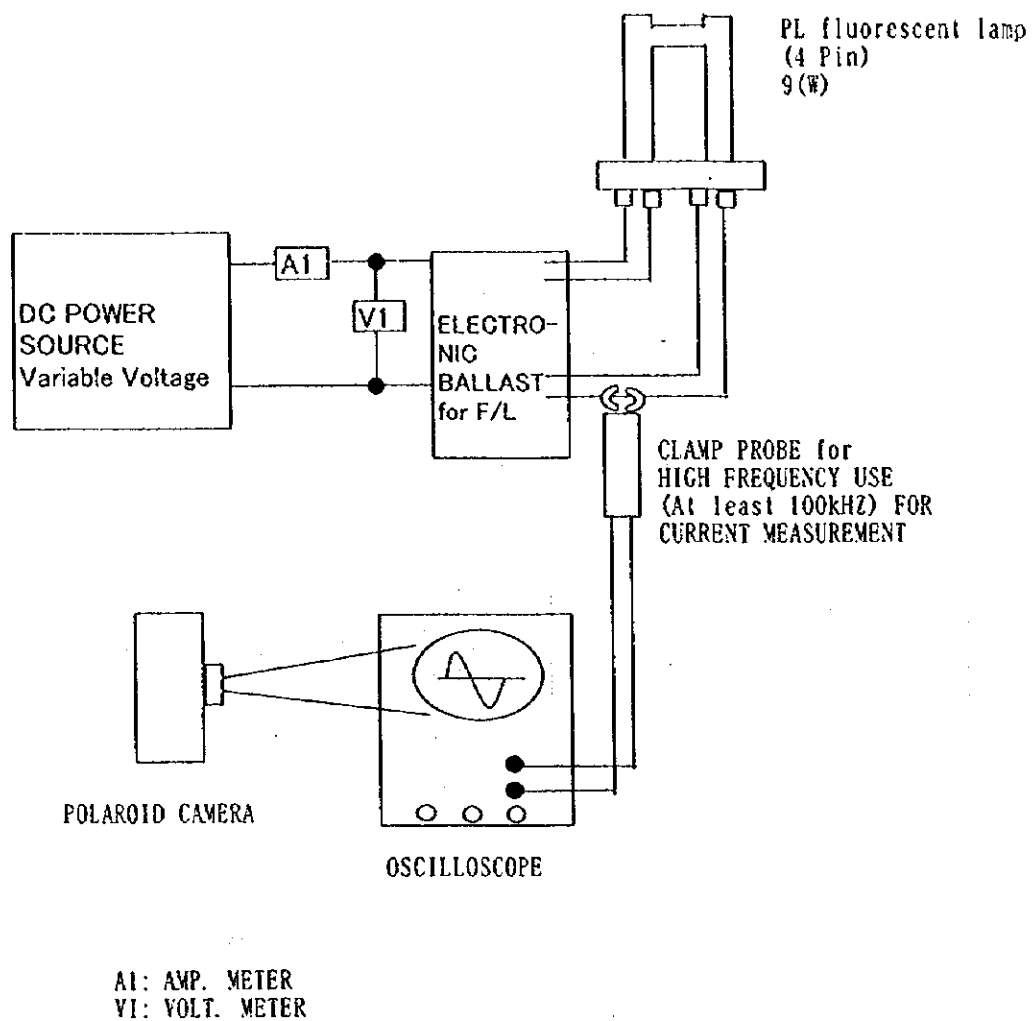 PL fluorescent lamp
(4 Pin)
9(W)
A1
V1
DC POWER
SOURCE
Variable Voltage
ELECTRO-
NIC
BALLAST
for F/L
CLAMP PROBE for
HIGH FREQUENCY USE
(At least 100kHZ) FOR
CURRENT MEASUREMENT
POLAROID CAMERA
OSCILLOSCOPE
A1: AMP. METER
V1: VOLT. METER